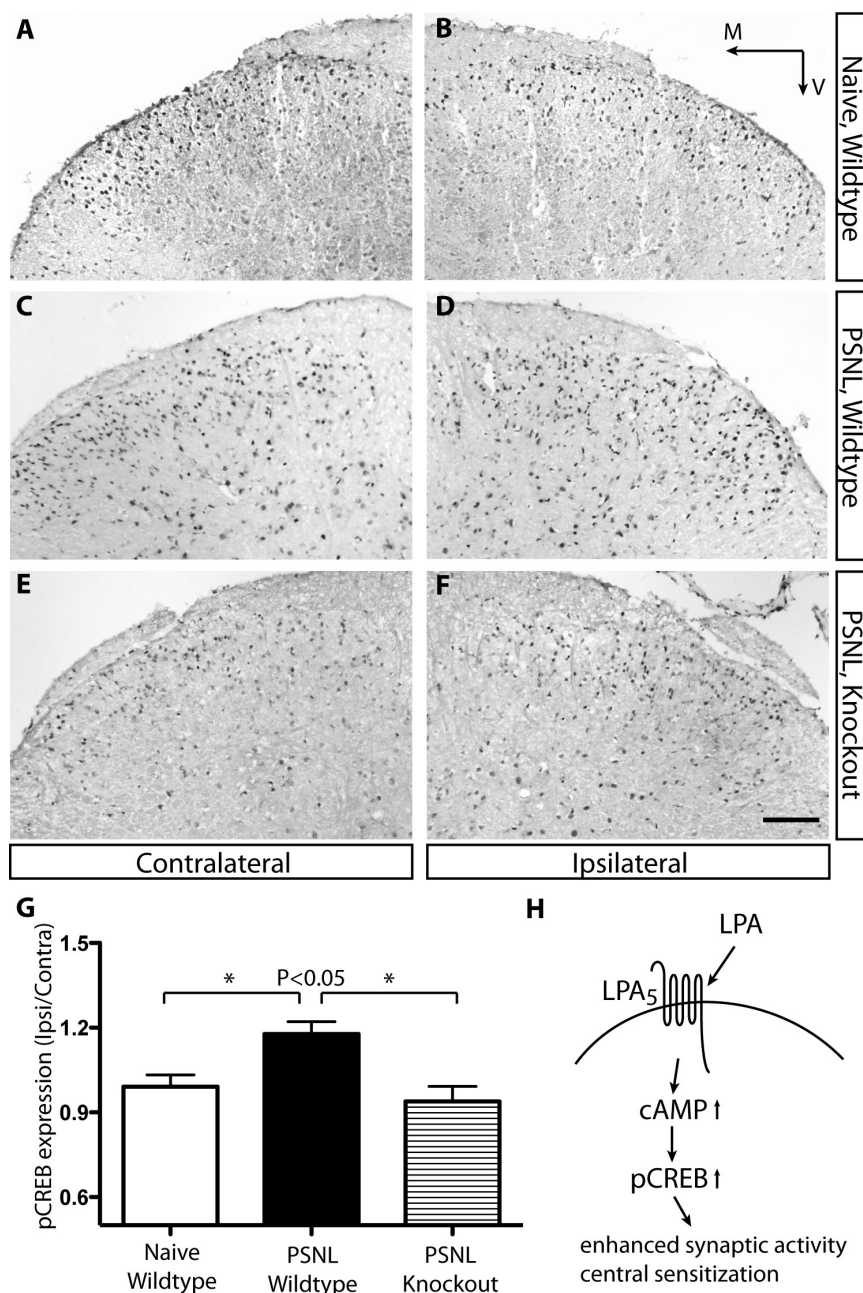 A
B
M
V
Naive, Wildtype
C
D
PSNL, Wildtype
E
F
PSNL, Knockout
Contralateral
Ipsilateral
G
pCREB expression (Ipsi/Contra)
1.5
1.2
0.9
0.6
* P<0.05 *
Naive
Wildtype
PSNL
Wildtype
PSNL
Knockout
H
LPA
LPA5
cAMP
pCREB
enhanced synaptic activity
central sensitization